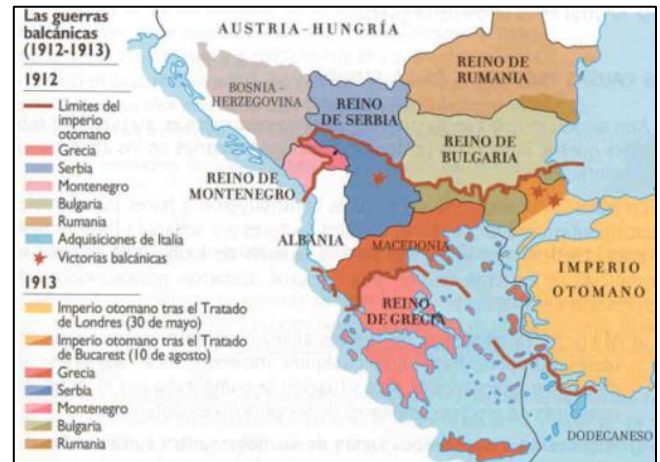 Las guerras
balcánicas
(1912-1913)
1912
Límites del
imperio
otomano
Grecia
Serbia
Montenegro
Bulgaria
Rumania
Adquisiciones de Italia
Victorias balcánicas
1913
Imperio otomano tras el Tratado
de Londres (30 de mayo)
Imperio otomano tras el Tratado
de Bucarest (10 de agosto)
Grecia
Serbia
Montenegro
Bulgaria
Rumania
AUSTRIA-HUNGRÍA
BOSNIA-
HERZEGOVINA
REINO DE
RUMANIA
REINO
DE SERBIA
REINO
DE BULGARIA
REINO DE
MONTENEGRO
ALBANIA
MACEDONIA
IMPERIO
OTOMANO
REINO
DE GRECIA
DODECANESO